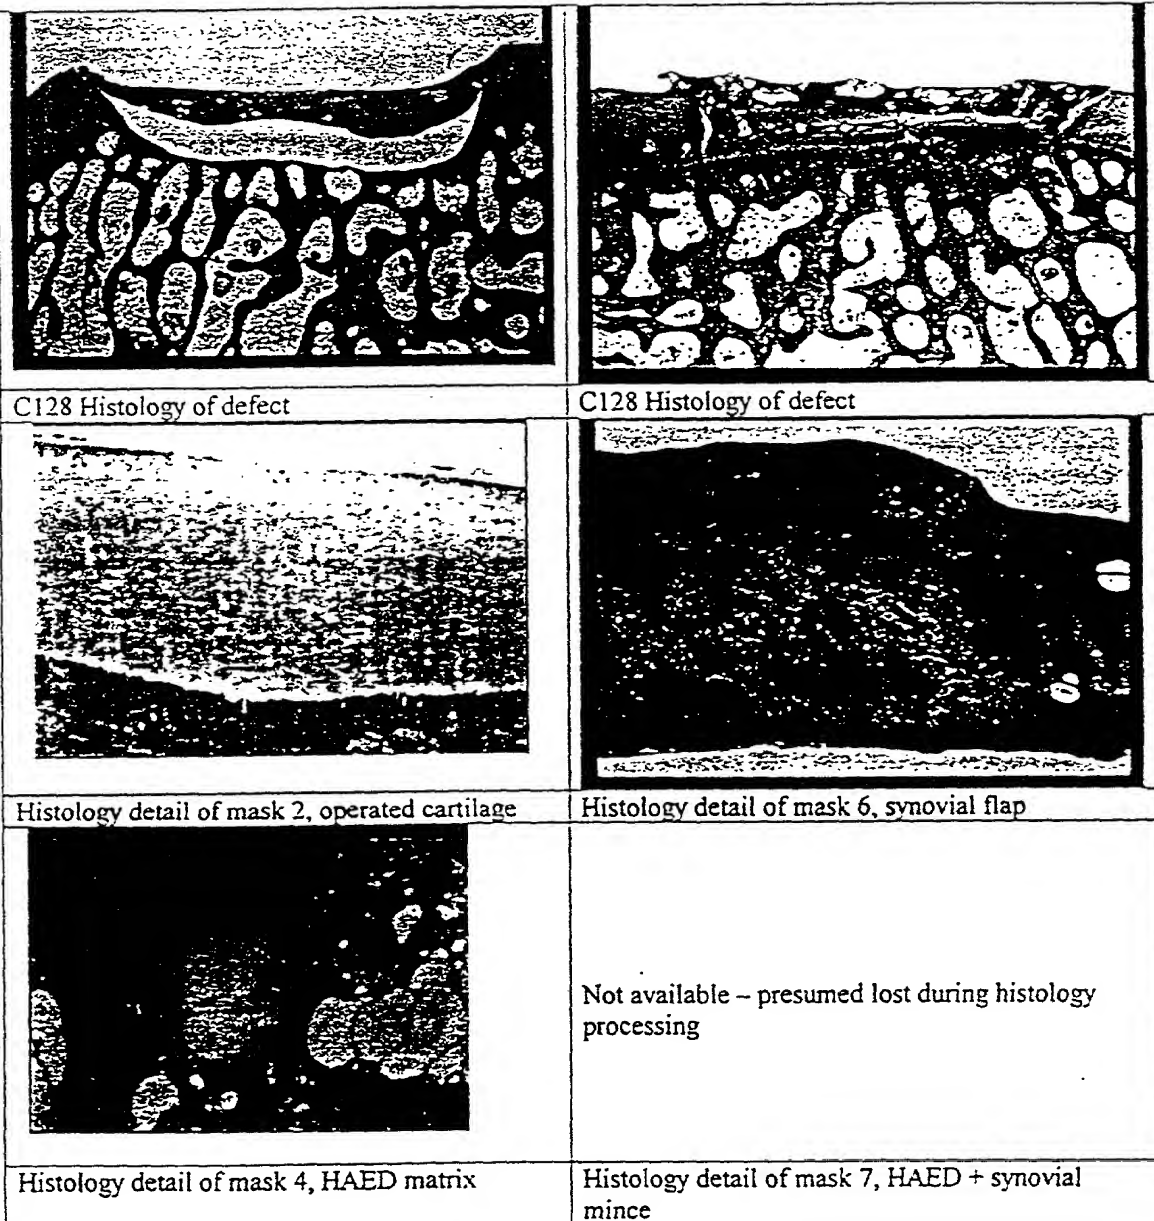 C128 Histology of defect
C128 Histology of defect
Histology detail of mask 2, operated cartilage
Histology detail of mask 6, synovial flap
Not available – presumed lost during histology
processing
Histology detail of mask 4, HAED matrix
Histology detail of mask 7, HAED + synovial
mince